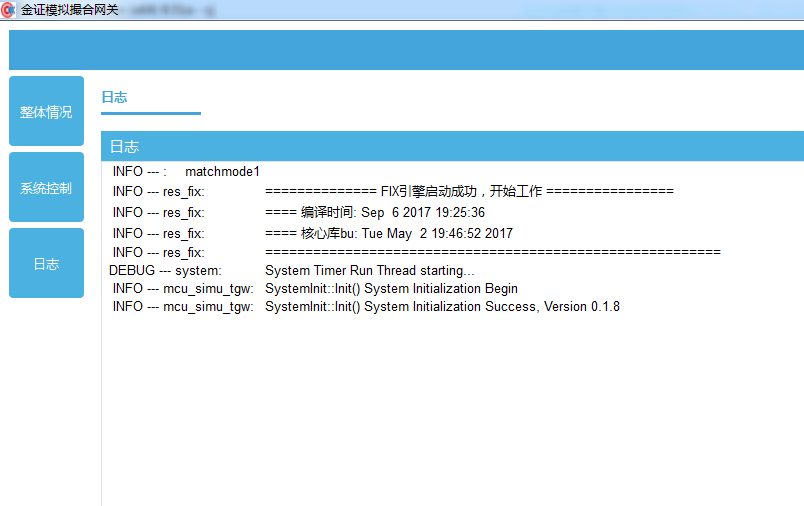 金证模拟撮合网关
整体情况
系统控制
日志
日志
日志
INFO --- : matchmode1
INFO --- res_fix: ============== FIX引擎启动成功，开始工作 ================
INFO --- res_fix: ==== 编译时间: Sep  6 2017 19:25:36
INFO --- res_fix: ==== 核心库bu: Tue May  2 19:46:52 2017
INFO --- res_fix: =========================================================
DEBUG --- system: System Timer Run Thread starting...
INFO --- mcu_simu_tgw: SystemInit::Init() System Initialization Begin
INFO --- mcu_simu_tgw: SystemInit::Init() System Initialization Success, Version 0.1.8